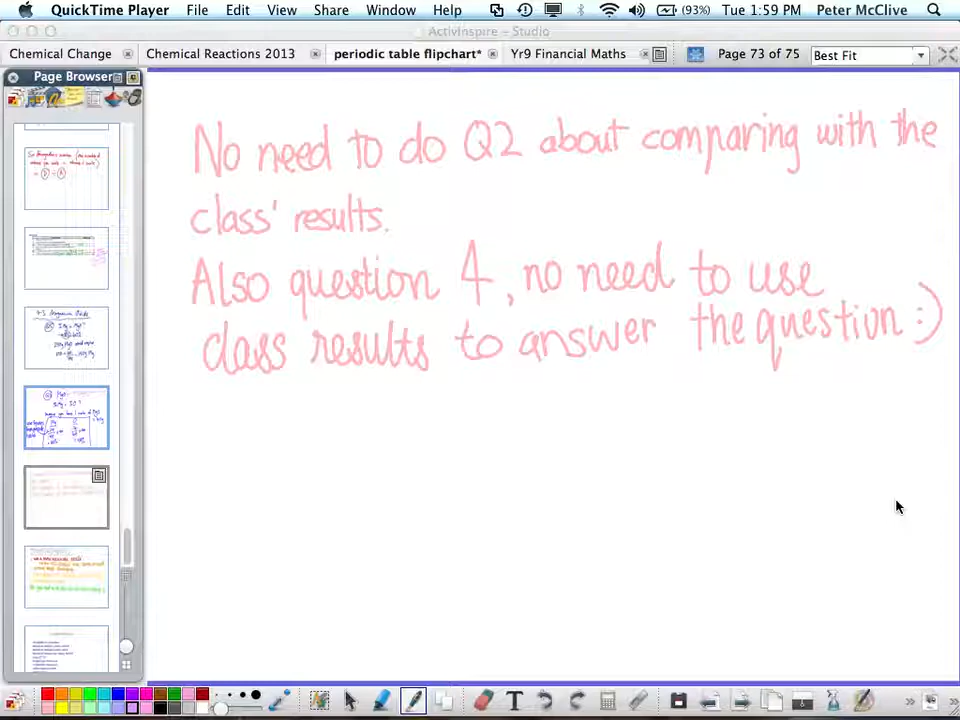 QuickTime Player File Edit View Share Window Help (93%) Tue 1:59 PM Peter McClive
ActivInspire – Studio
Chemical Change Chemical Reactions 2013 periodic table flipchart* Yr9 Financial Maths Page 73 of 75 Best Fit
Page Browser
No need to do Q2 about comparing with the
class' results.
Also question 4, no need to use
class results to answer the question :)